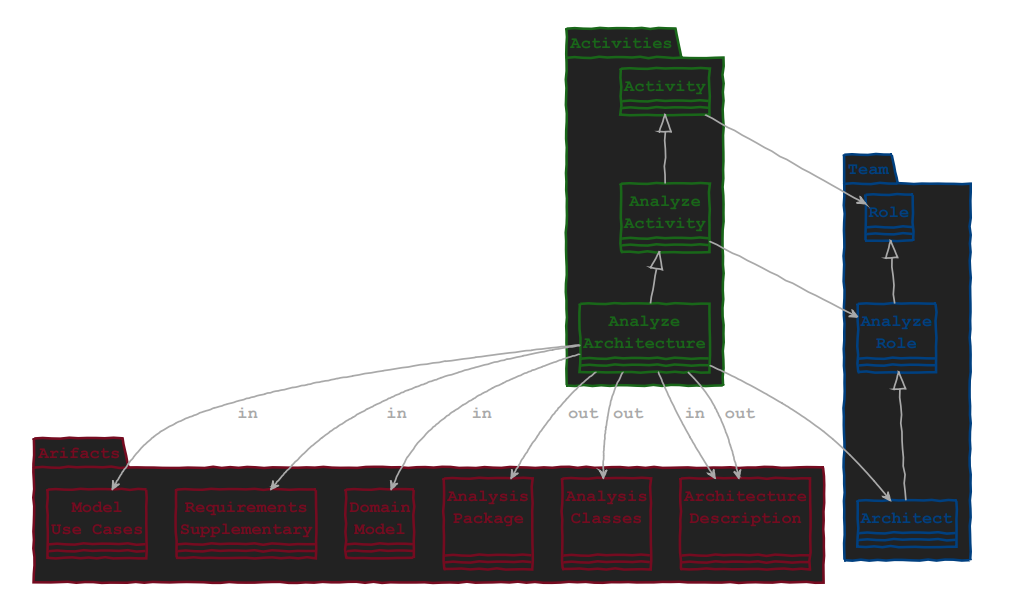 Activities
Activity
Team
Role
Analyze
Activity
Analyze
Architecture
Analyze
Role
in
in
in
out
out
in
out
Arifacts
Model
Use Cases
Requirements
Supplementary
Domain
Model
Analysis
Package
Analysis
Classes
Architecture
Description
Architect